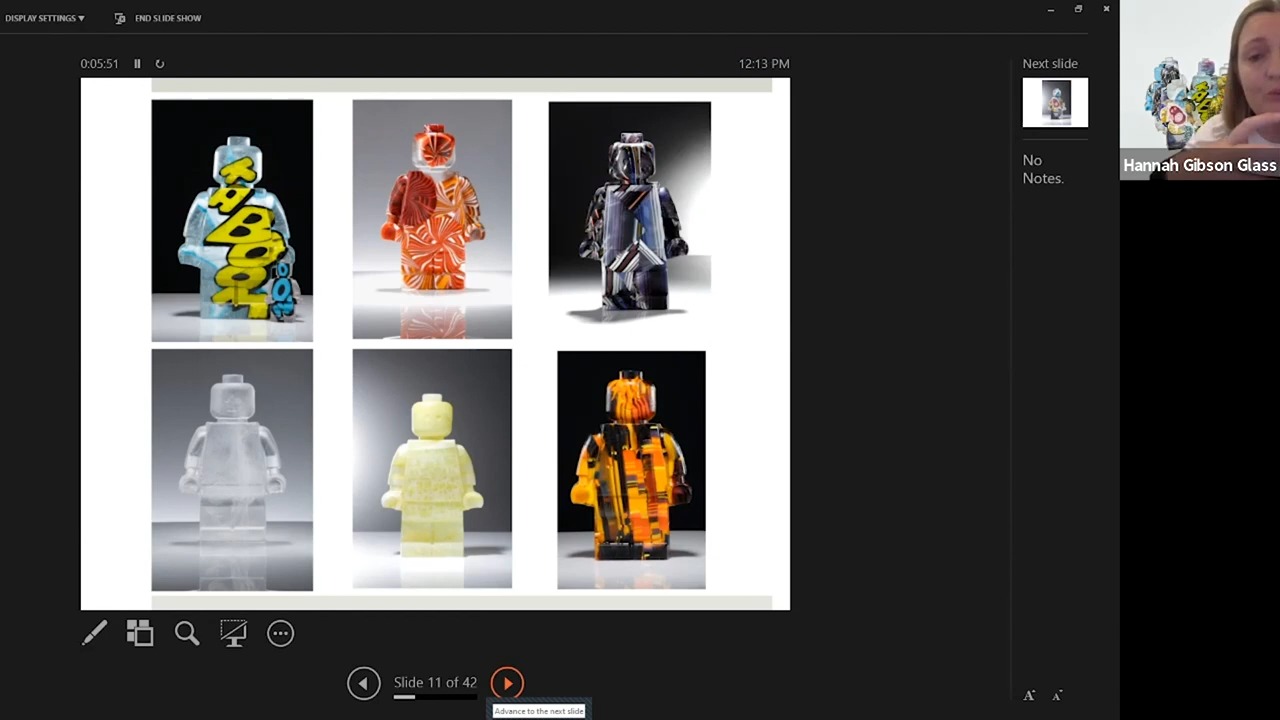 DISPLAY SETTINGS ▼ END SLIDE SHOW
0:05:51
12:13 PM
Next slide
No
Notes.
Hannah Gibson Glass
Slide 11 of 42
Advance to the next slide
A A